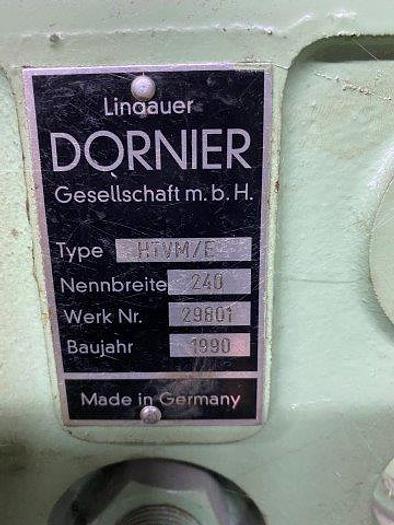 Lindauer
DORNIER
Gesellschaft m.b.H.
Type HTVM/E
Nennbreite 240
Werk Nr. 29801
Baujahr 1990
Made in Germany